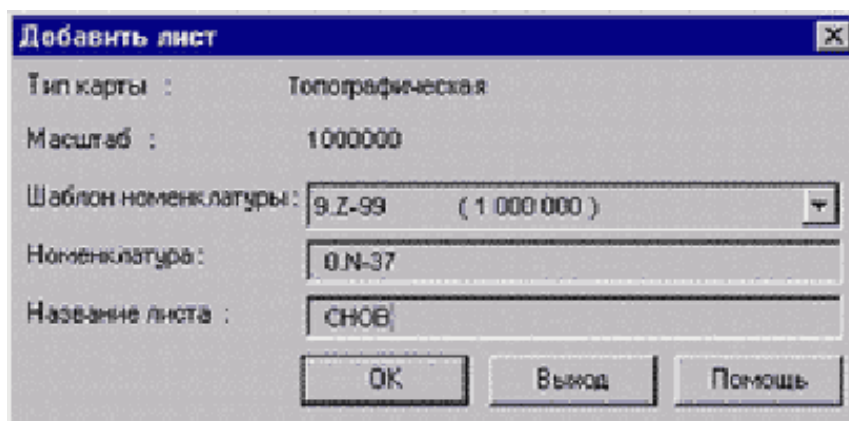 Добавить лист
Тип карты : Топографическая
Масштаб : 1000000
Шаблон номенклатуры: 9.Z-99 ( 1 000 000 )
Номенклатура: 0.N-37
Название листа : СНОВ
OK Выход Помощь